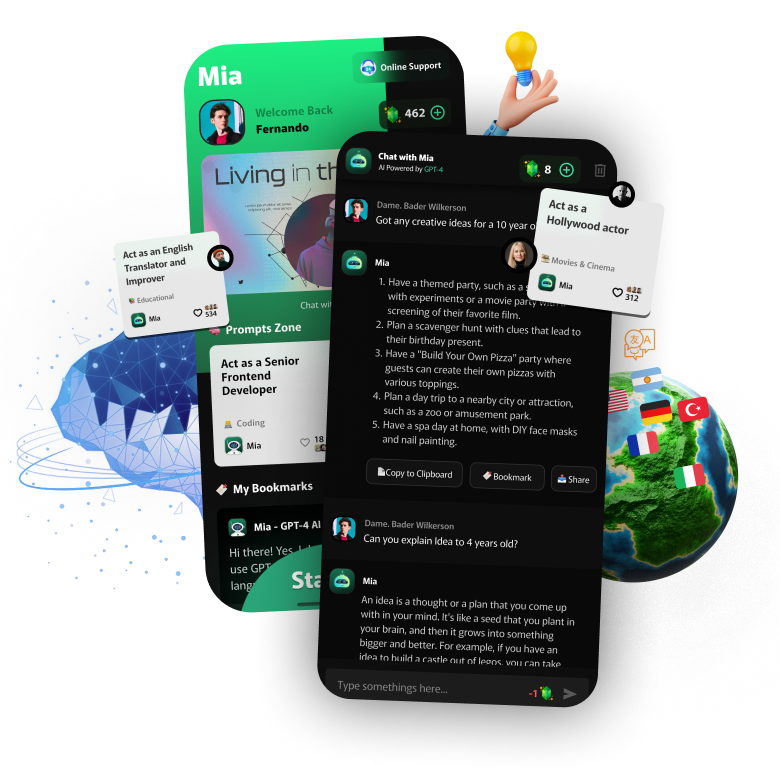 Mia
Online Support
Welcome Back
Fernando
462
Living in th
Chat wi
Prompts Zone
Act as a Senior
Frontend
Developer
Coding
Mia
18
My Bookmarks
Mia - GPT-4 AI
Hi there! Yes, I
use GPT
langa
Sta
Act as an English
Translator and
Improver
Educational
Mia
534
Chat with Mia
AI Powered by GPT-4
8
Dame. Bader Wilkerson
Got any creative ideas for a 10 year o
Mia
1. Have a themed party, such as a s
with experiments or a movie party with a
screening of their favorite film.
2. Plan a scavenger hunt with clues that lead to
their birthday present.
3. Have a "Build Your Own Pizza" party where
guests can create their own pizzas with
various toppings.
4. Plan a day trip to a nearby city or attraction,
such as a zoo or amusement park.
5. Have a spa day at home, with DIY face masks
and nail painting.
Copy to Clipboard
Bookmark
Share
Dame. Bader Wilkerson
Can you explain Idea to 4 years old?
Mia
An idea is a thought or a plan that you come up
with in your mind. It's like a seed that you plant in
your brain, and then it grows into something
bigger and better. For example, if you have an
idea to build a castle out of legos, you can take
Type somethings here...
-1
Act as a
Hollywood actor
Movies & Cinema
Mia
312
友 A